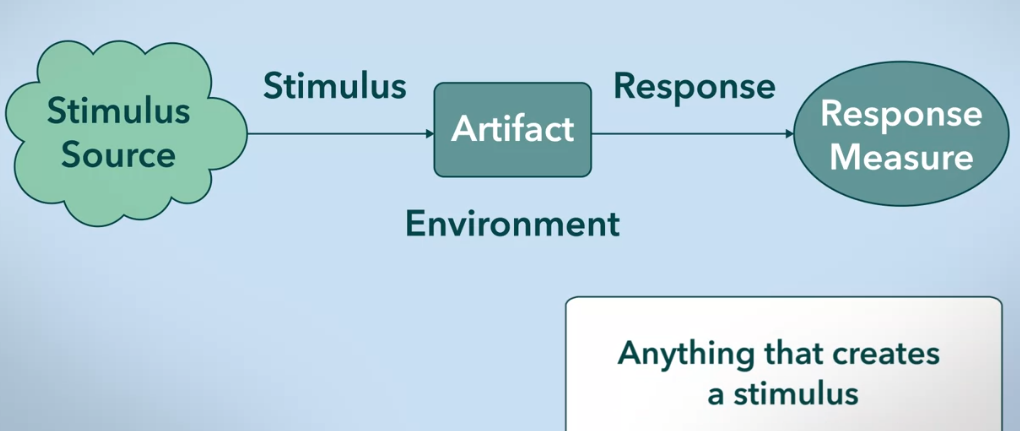 Stimulus
Source
Stimulus
Artifact
Response
Response
Measure
Environment
Anything that creates
a stimulus